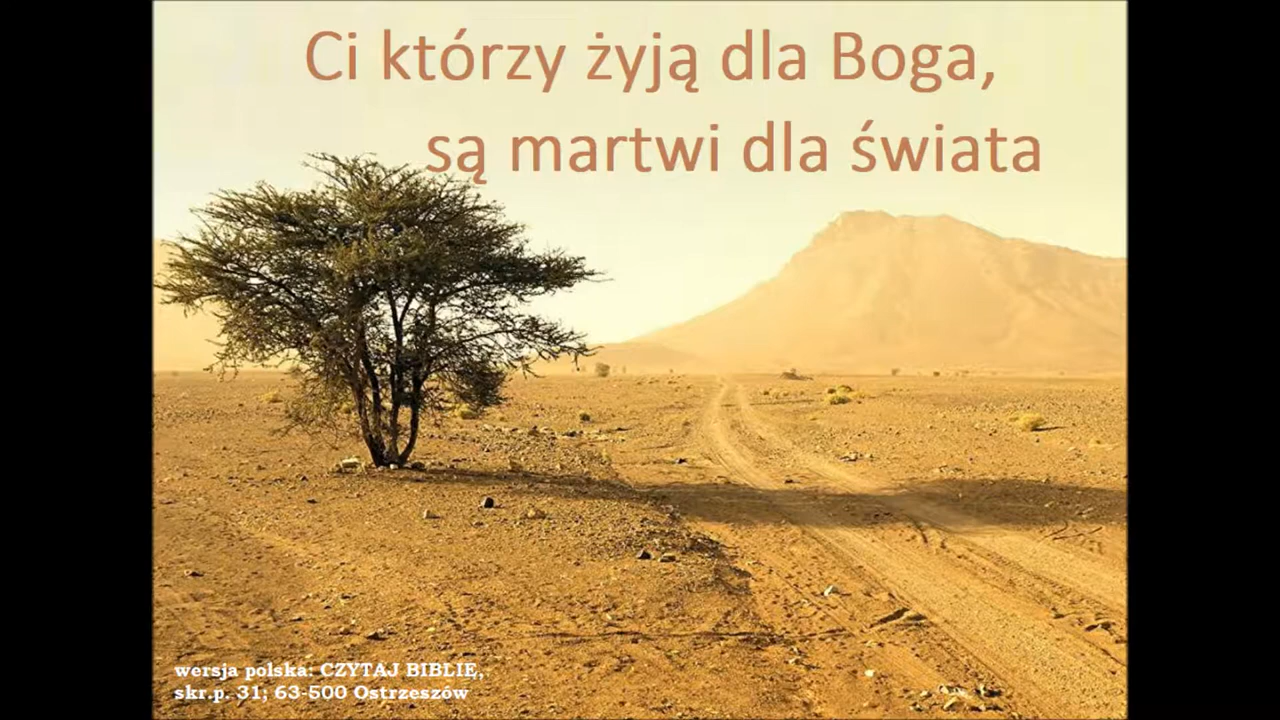 Ci którzy żyją dla Boga,
są martwi dla świata
wersja polska: CZYTAJ BIBLIĘ,
skr.p. 31; 63-500 Ostrzeszów